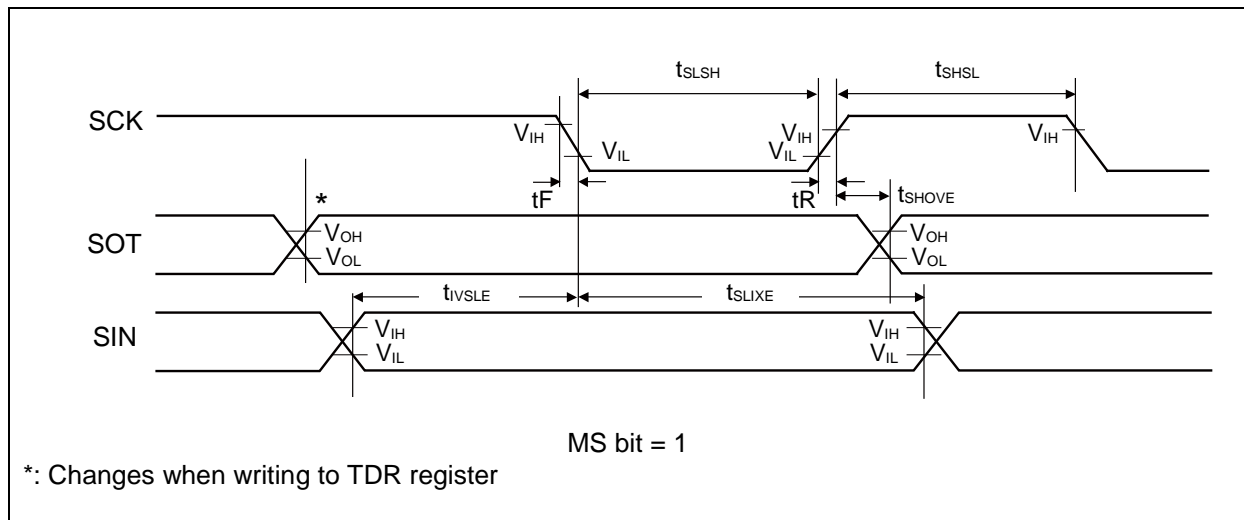 tSLSH tSHSL
SCK VIH VIL VIH VIL VIH
tF tR tSHOVE
* VOH VOH
SOT VOL VOL
tIVSLE tSLIXE
SIN VIH VIH
VIL VIL
MS bit = 1
*: Changes when writing to TDR register